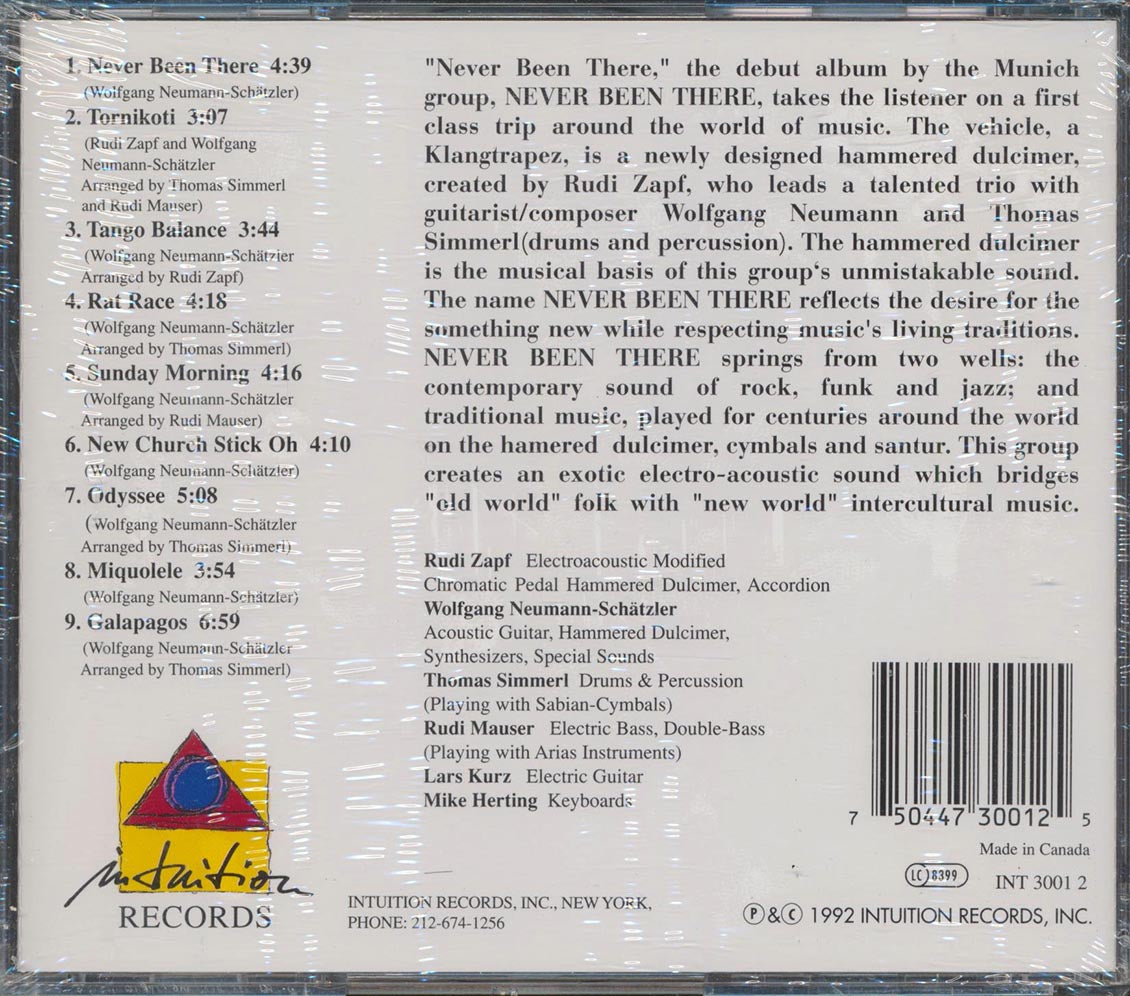 1. Never Been There 4:39
(Wolfgang Neumann-Schätzler)
2. Tornikoti 3:07
(Rudi Zapf and Wolfgang
Neumann-Schätzler
Arranged by Thomas Simmerl
and Rudi Mauser)
3. Tango Balance 3:44
(Wolfgang Neumann-Schätzler
Arranged by Rudi Zapf)
4. Rat Race 4:18
(Wolfgang Neumann-Schätzler
Arranged by Thomas Simmerl)
5. Sunday Morning 4:16
(Wolfgang Neumann-Schätzler
Arranged by Rudi Mauser)
6. New Church Stick Oh 4:10
(Wolfgang Neumann-Schätzler)
7. Odyssee 5:08
(Wolfgang Neumann-Schätzler
Arranged by Thomas Simmerl)
8. Miquolele 3:54
(Wolfgang Neumann-Schätzler)
9. Galapagos 6:59
(Wolfgang Neumann-Schätzler
Arranged by Thomas Simmerl)
"Never Been There," the debut album by the Munich
group, NEVER BEEN THERE, takes the listener on a first
class trip around the world of music. The vehicle, a
Klangtrapez, is a newly designed hammered dulcimer,
created by Rudi Zapf, who leads a talented trio with
guitarist/composer Wolfgang Neumann and Thomas
Simmerl(drums and percussion). The hammered dulcimer
is the musical basis of this group‘s unmistakable sound.
The name NEVER BEEN THERE reflects the desire for the
something new while respecting music's living traditions.
NEVER BEEN THERE springs from two wells: the
contemporary sound of rock, funk and jazz; and
traditional music, played for centuries around the world
on the hamered dulcimer, cymbals and santur. This group
creates an exotic electro-acoustic sound which bridges
"old world" folk with "new world" intercultural music.
Rudi Zapf Electroacoustic Modified
Chromatic Pedal Hammered Dulcimer, Accordion
Wolfgang Neumann-Schätzler
Acoustic Guitar, Hammered Dulcimer,
Synthesizers, Special Sounds
Thomas Simmerl Drums & Percussion
(Playing with Sabian-Cymbals)
Rudi Mauser Electric Bass, Double-Bass
(Playing with Arias Instruments)
Lars Kurz Electric Guitar
Mike Herting Keyboards
intuition
RECORDS
INTUITION RECORDS, INC., NEW YORK,
PHONE: 212-674-1256
7 50447 30012 5
Made in Canada
LC 8399
INT 3001 2
Ⓟ&© 1992 INTUITION RECORDS, INC.